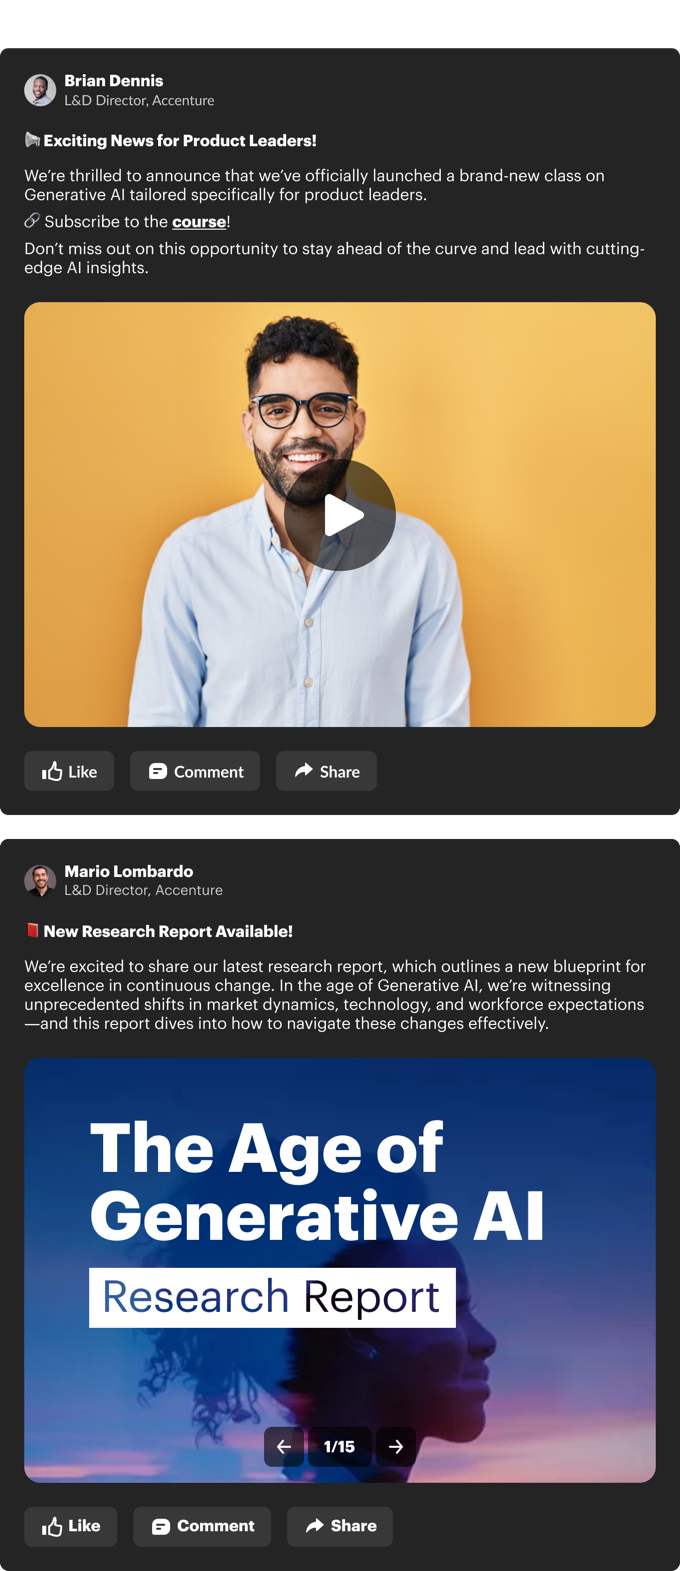 Brian Dennis
L&D Director, Accenture
Exciting News for Product Leaders!
We’re thrilled to announce that we’ve officially launched a brand-new class on
Generative AI tailored specifically for product leaders.
Subscribe to the course!
Don’t miss out on this opportunity to stay ahead of the curve and lead with cutting-
edge AI insights.
Like Comment Share
Mario Lombardo
L&D Director, Accenture
New Research Report Available!
We’re excited to share our latest research report, which outlines a new blueprint for
excellence in continuous change. In the age of Generative AI, we’re witnessing
unprecedented shifts in market dynamics, technology, and workforce expectations
—and this report dives into how to navigate these changes effectively.
The Age of
Generative AI
Research Report
1/15
Like Comment Share